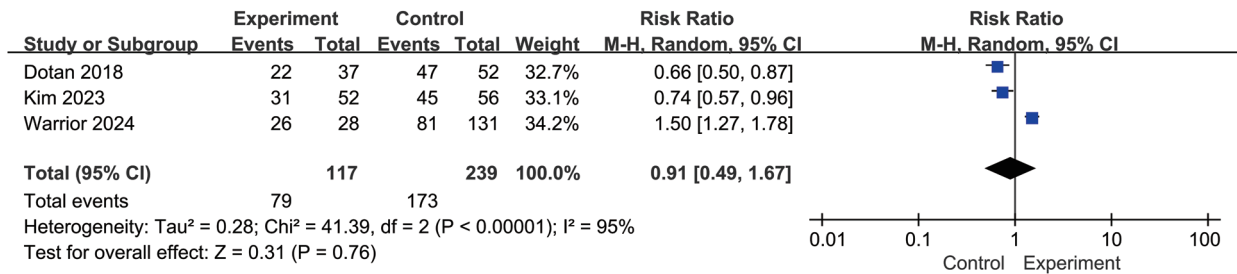 Experiment Control Risk Ratio Risk Ratio
Study or Subgroup Events Total Events Total Weight M-H, Random, 95% CI M-H, Random, 95% CI
Dotan 2018 22 37 47 52 32.7% 0.66 [0.50, 0.87]
Kim 2023 31 52 45 56 33.1% 0.74 [0.57, 0.96]
Warrior 2024 26 28 81 131 34.2% 1.50 [1.27, 1.78]
Total (95% CI) 117 239 100.0% 0.91 [0.49, 1.67]
Total events 79 173
Heterogeneity: Tau² = 0.28; Chi² = 41.39, df = 2 (P < 0.00001); I² = 95%
Test for overall effect: Z = 0.31 (P = 0.76)
0.01 0.1 1 10 100
Control Experiment